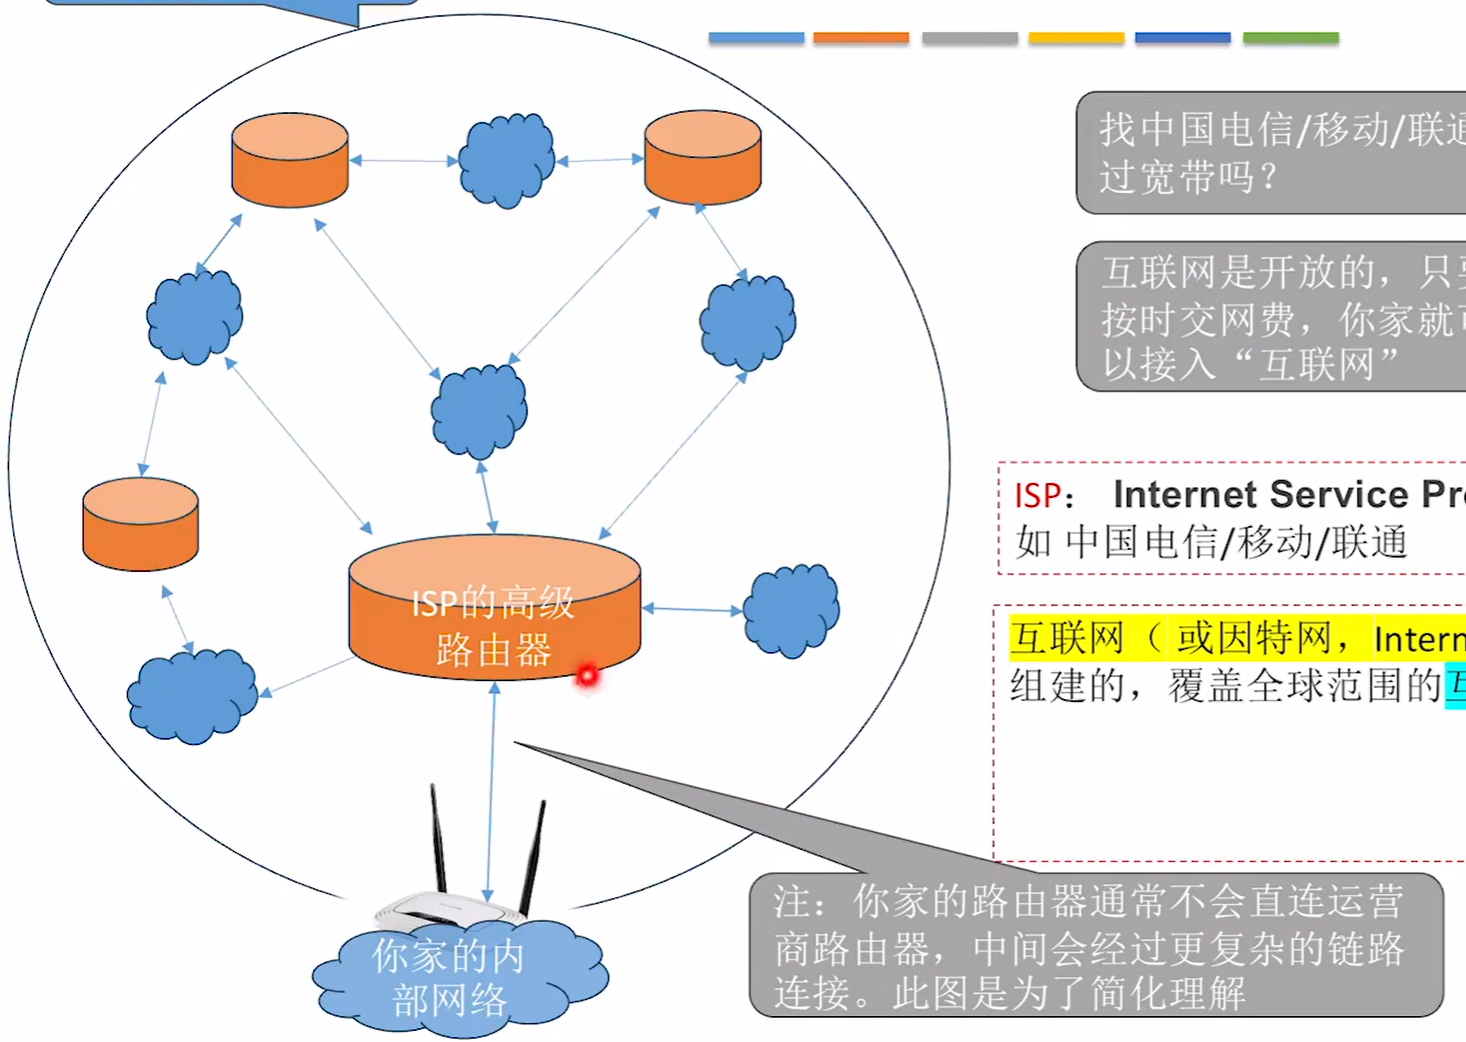 找中国电信/移动/联通
过宽带吗？
互联网是开放的，只要
按时交网费，你家就可
以接入“互联网”
ISP： Internet Service Pro
如 中国电信/移动/联通
ISP的高级
路由器
互联网（ 或因特网，Intern
组建的，覆盖全球范围的
注：你家的路由器通常不会直连运营
商路由器，中间会经过更复杂的链路
连接。此图是为了简化理解
你家的内
部网络